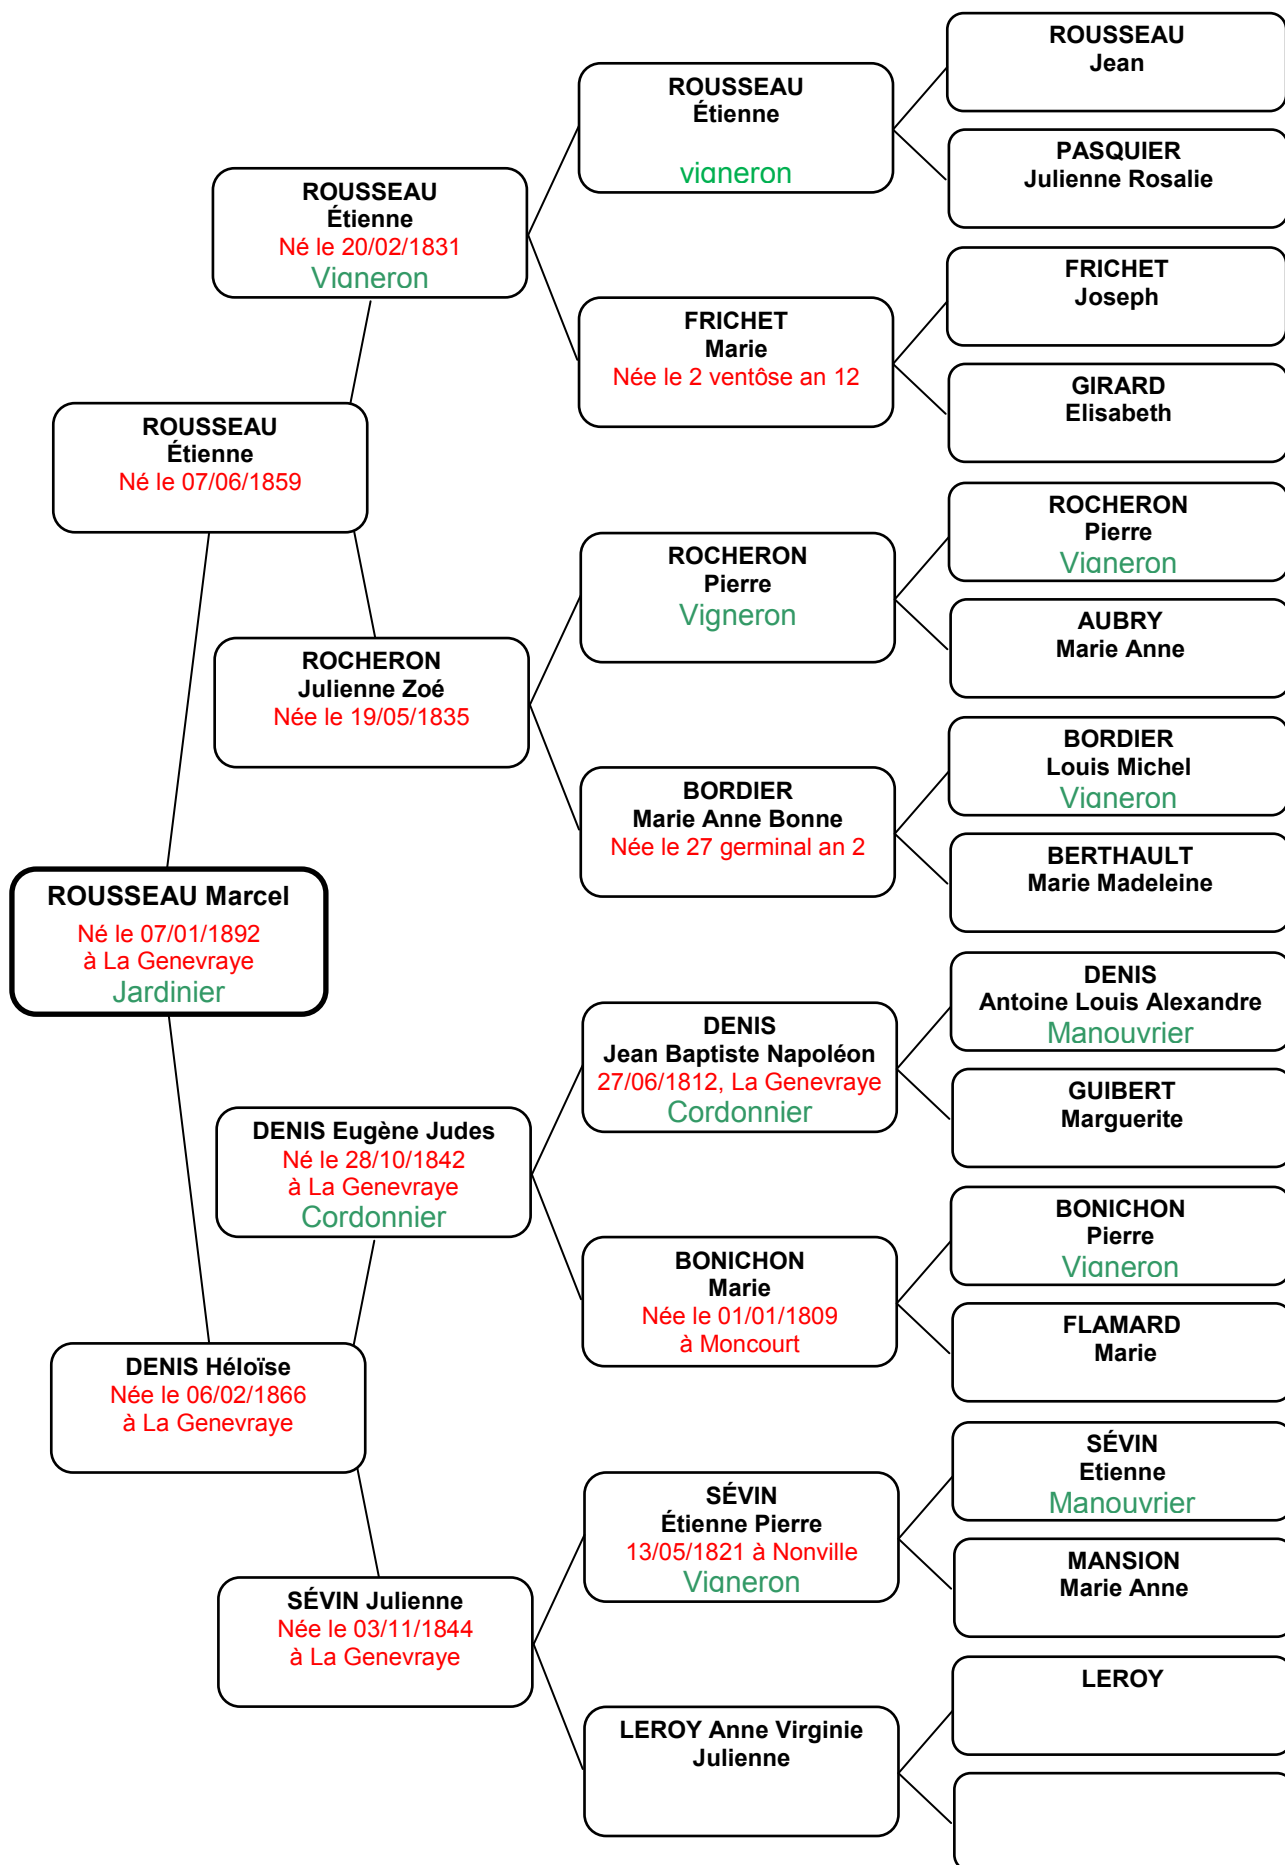 ROUSSEAU
Jean
ROUSSEAU
Étienne
vigneron
PASQUIER
Julienne Rosalie
ROUSSEAU
Étienne
Né le 20/02/1831
Vigneron
FRICHET
Joseph
FRICHET
Marie
Née le 2 ventôse an 12
GIRARD
Elisabeth
ROUSSEAU
Étienne
Né le 07/06/1859
ROCHERON
Pierre
Vigneron
ROCHERON
Pierre
Vigneron
AUBRY
Marie Anne
ROCHERON
Julienne Zoé
Née le 19/05/1835
BORDIER
Louis Michel
Vigneron
BORDIER
Marie Anne Bonne
Née le 27 germinal an 2
BERTHAULT
Marie Madeleine
ROUSSEAU Marcel
Né le 07/01/1892
à La Genevraye
Jardinier
DENIS
Antoine Louis Alexandre
Manouvrier
DENIS
Jean Baptiste Napoléon
27/06/1812, La Genevraye
Cordonnier
GUIBERT
Marguerite
DENIS Eugène Judes
Né le 28/10/1842
à La Genevraye
Cordonnier
BONICHON
Pierre
Vigneron
BONICHON
Marie
Née le 01/01/1809
à Moncourt
FLAMARD
Marie
DENIS Héloïse
Née le 06/02/1866
à La Genevraye
SÉVIN
Etienne
Manouvrier
SÉVIN
Étienne Pierre
13/05/1821 à Nonville
Vigneron
MANSION
Marie Anne
SÉVIN Julienne
Née le 03/11/1844
à La Genevraye
LEROY
LEROY Anne Virginie
Julienne